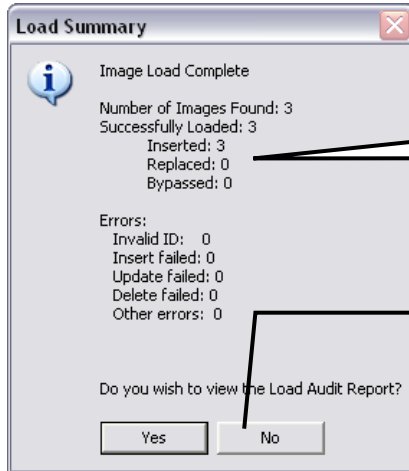 Load Summary
Image Load Complete
Number of Images Found: 3
Successfully Loaded: 3
Inserted: 3
Replaced: 0
Bypassed: 0
Errors:
Invalid ID: 0
Insert failed: 0
Update failed: 0
Delete failed: 0
Other errors: 0
Do you wish to view the Load Audit Report?
Yes
No